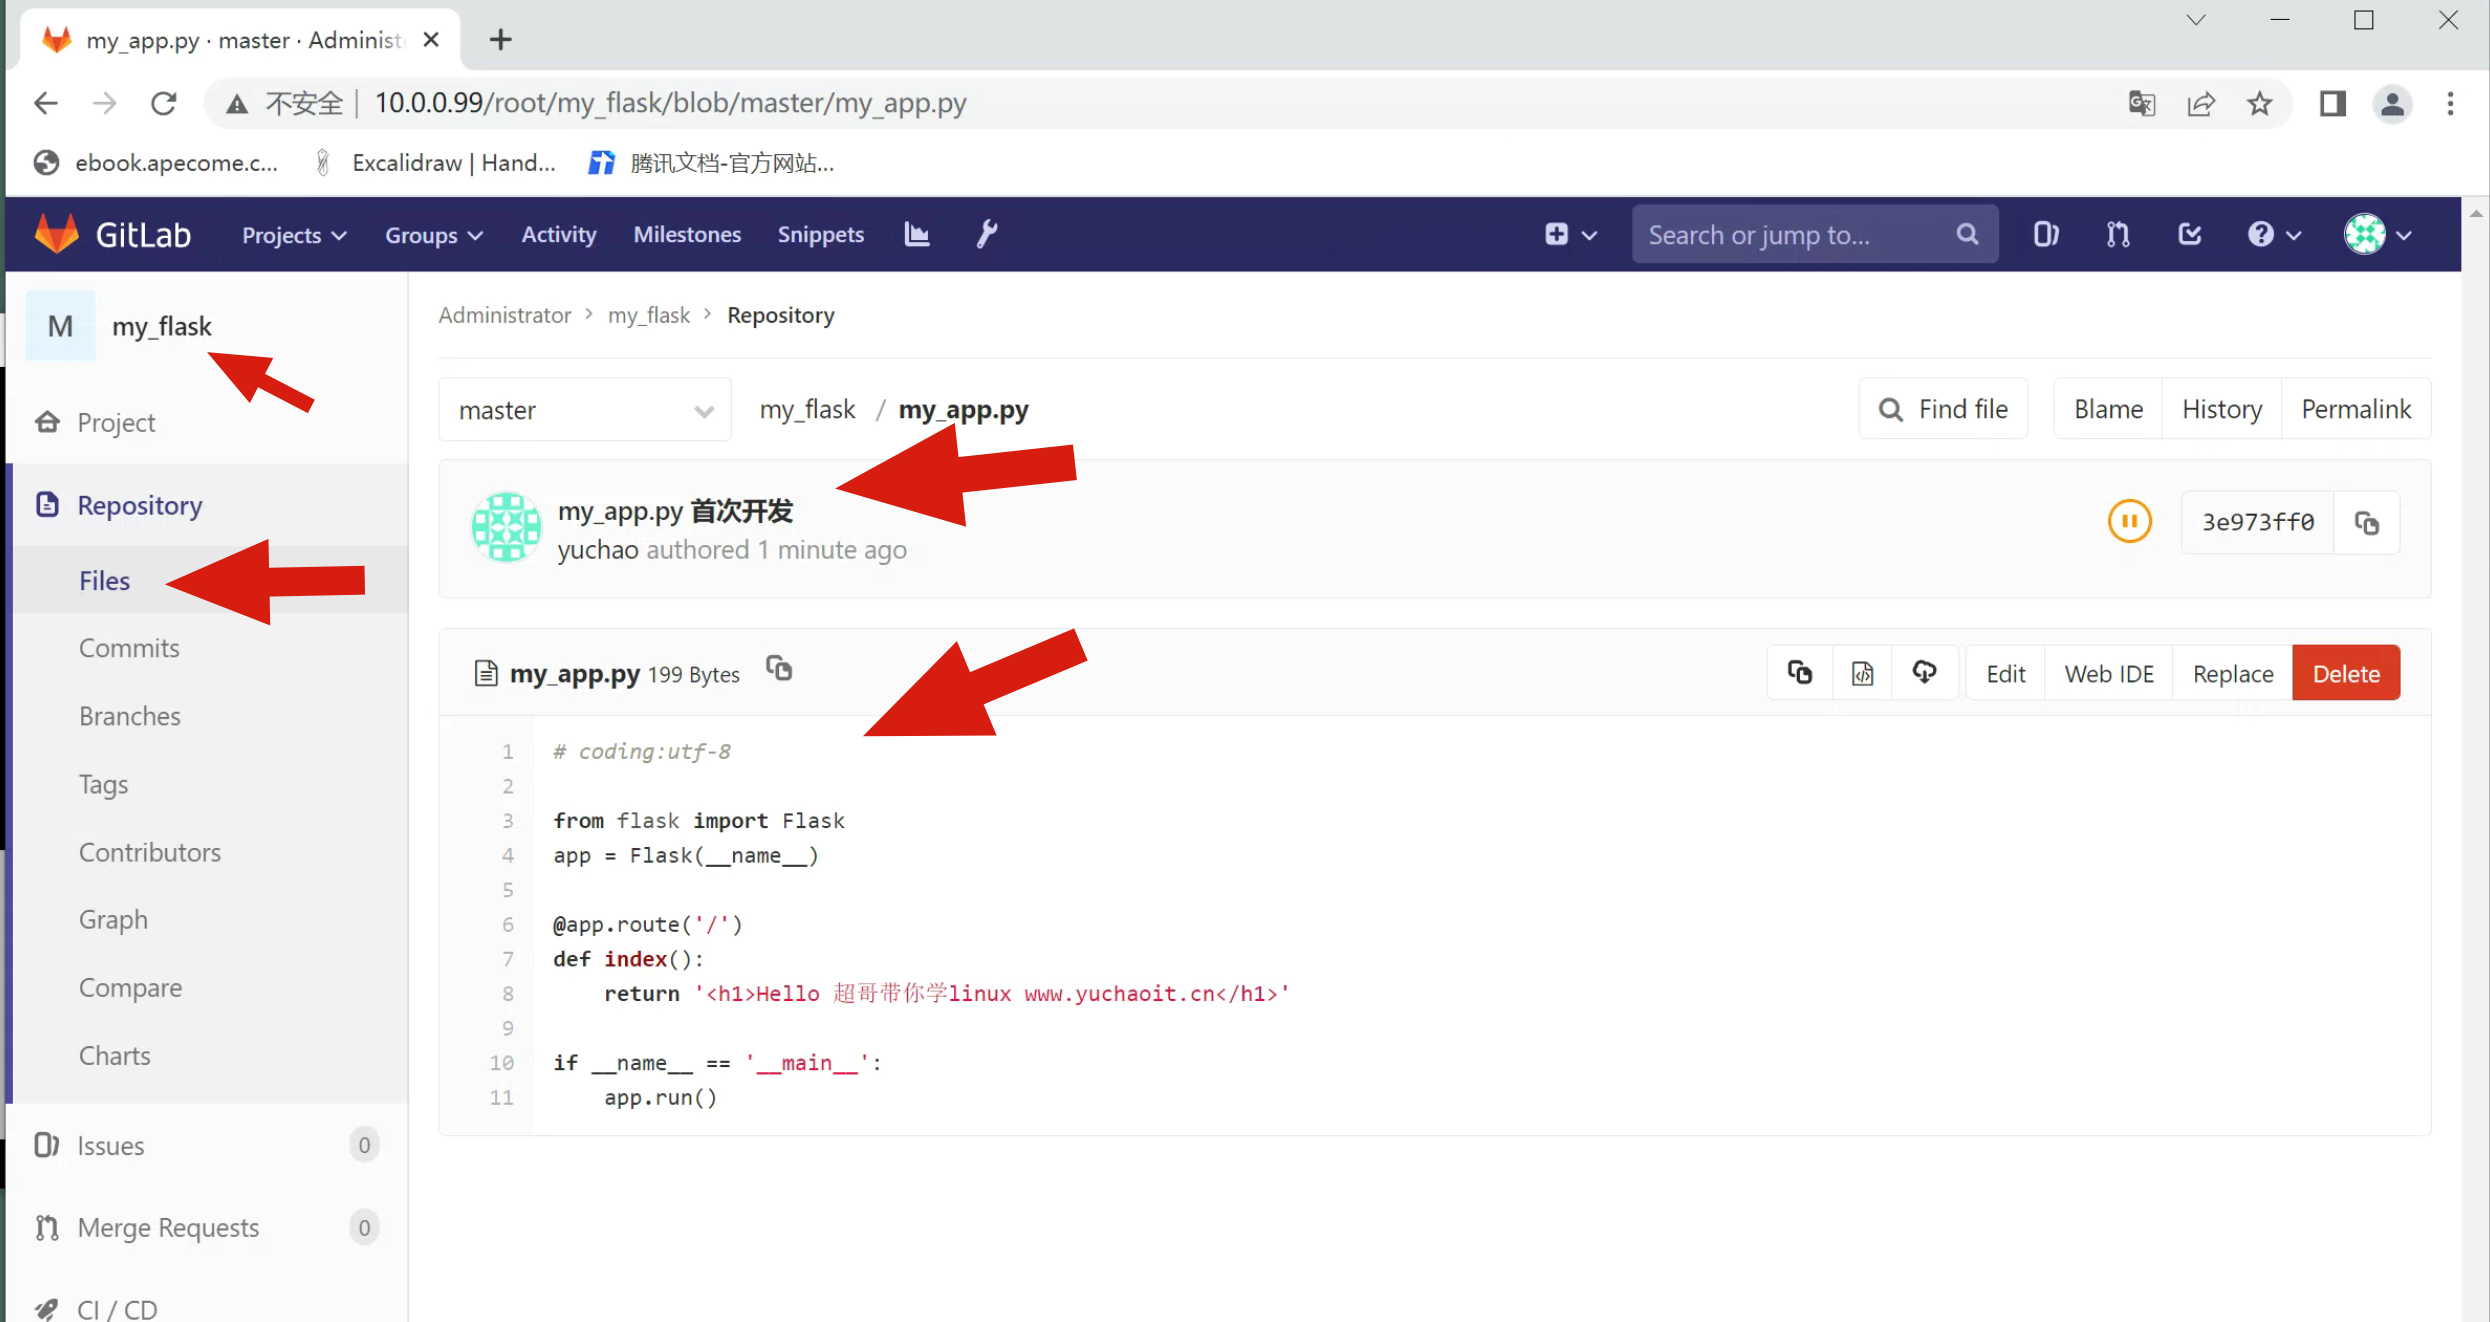 my_app.py · master · Administ
不安全 | 10.0.0.99/root/my_flask/blob/master/my_app.py
ebook.apecome.c... Excalidraw | Hand... 腾讯文档-官方网站...
GitLab Projects Groups Activity Milestones Snippets Search or jump to...
M my_flask
Project
Repository
Files
Commits
Branches
Tags
Contributors
Graph
Compare
Charts
Issues 0
Merge Requests 0
CI / CD
Administrator > my_flask > Repository
master my_flask / my_app.py Find file Blame History Permalink
my_app.py 首次开发
yuchao authored 1 minute ago
3e973ff0
my_app.py 199 Bytes Edit Web IDE Replace Delete
1 # coding:utf-8
2
3 from flask import Flask
4 app = Flask(__name__)
5
6 @app.route('/')
7 def index():
8     return '<h1>Hello 超哥带你学linux www.yuchaoit.cn</h1>'
9
10 if __name__ == '__main__':
11     app.run()